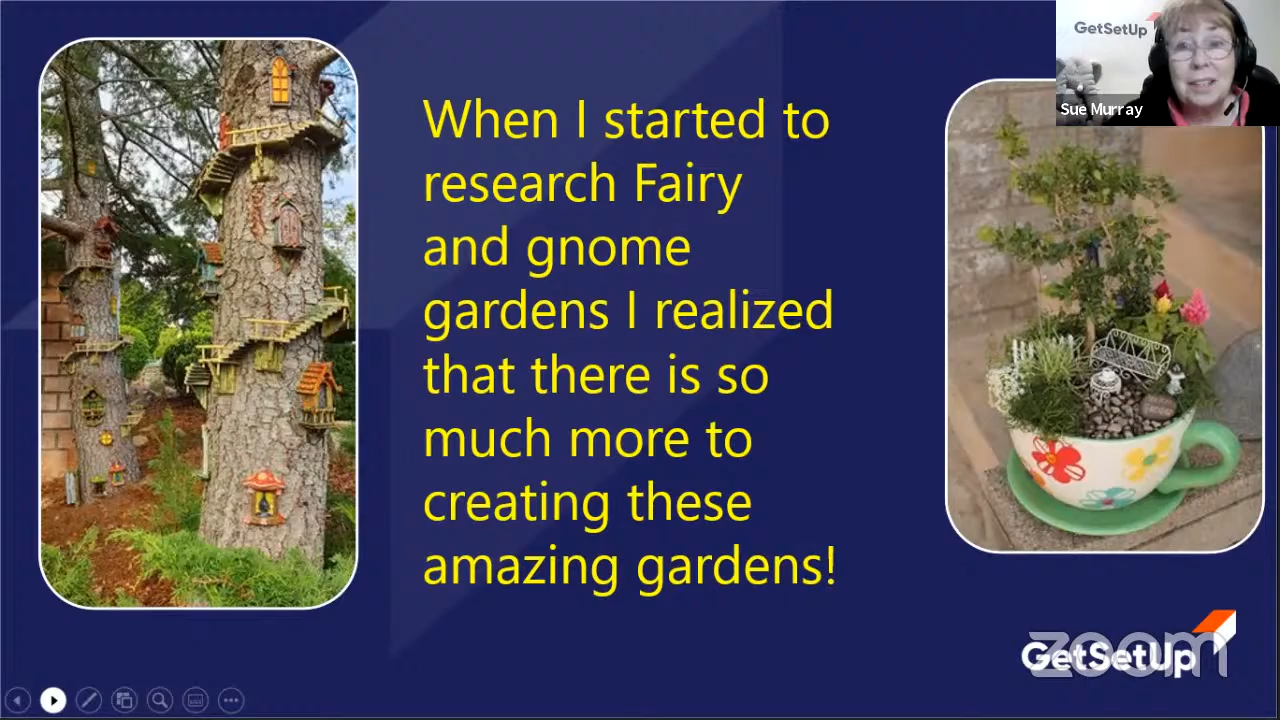 GetSetUp
Sue Murray
When I started to
research Fairy
and gnome
gardens I realized
that there is so
much more to
creating these
amazing gardens!
zoom
GetSetUp